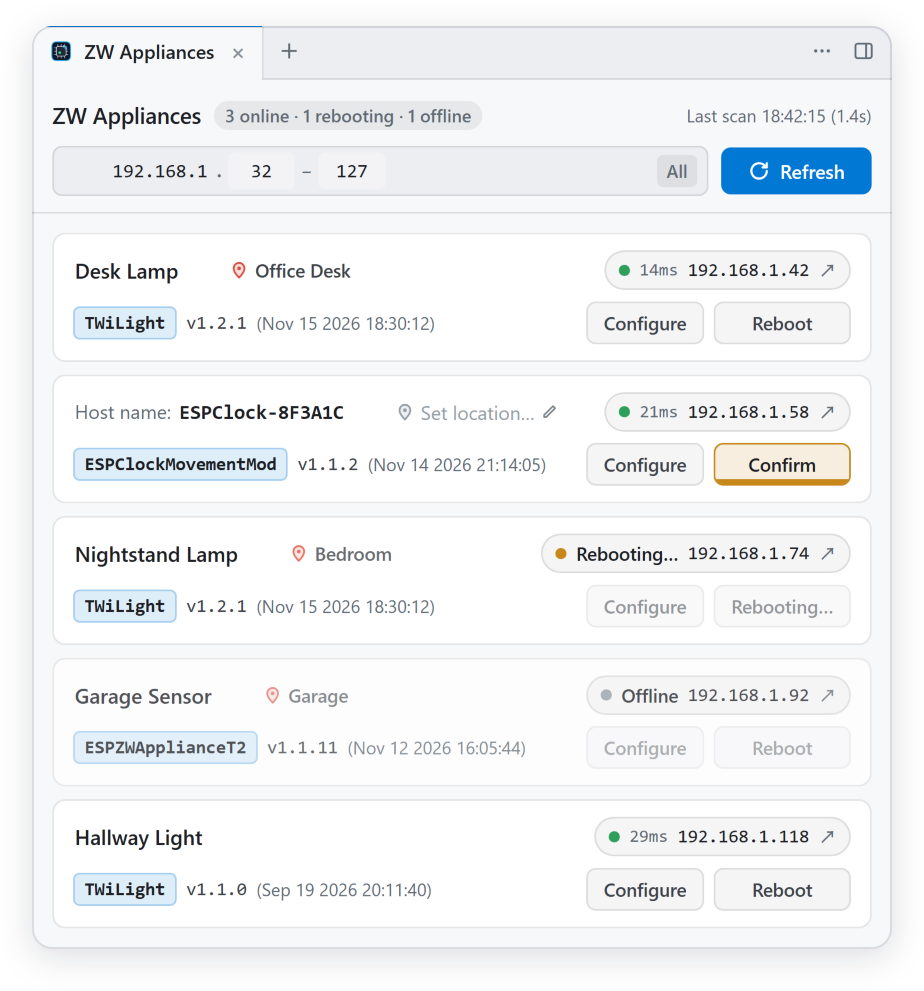 ZW Appliances
ZW Appliances 3 online · 1 rebooting · 1 offline Last scan 18:42:15 (1.4s)
192.168.1 . 32 – 127 All Refresh
Desk Lamp Office Desk 14ms 192.168.1.42 ↗
TWiLight v1.2.1 (Nov 15 2026 18:30:12) Configure Reboot
Host name: ESPClock-8F3A1C Set location... 21ms 192.168.1.58 ↗
ESPClockMovementMod v1.1.2 (Nov 14 2026 21:14:05) Configure Confirm
Nightstand Lamp Bedroom Rebooting... 192.168.1.74 ↗
TWiLight v1.2.1 (Nov 15 2026 18:30:12) Configure Rebooting...
Garage Sensor Garage Offline 192.168.1.92 ↗
ESPZWApplianceT2 v1.1.11 (Nov 12 2026 16:05:44) Configure Reboot
Hallway Light 29ms 192.168.1.118 ↗
TWiLight v1.1.0 (Sep 19 2026 20:11:40) Configure Reboot